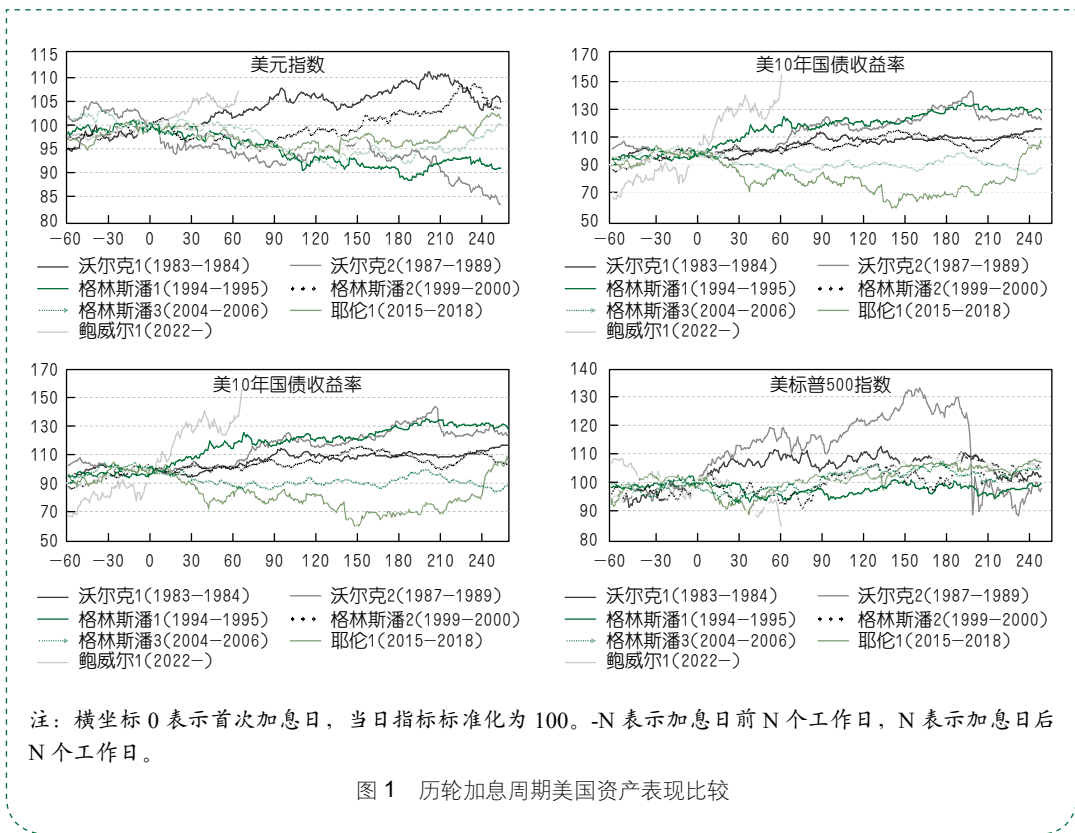 美元指数
115
110
105
100
95
90
85
80
−60 −30 0 30 60 90 120 150 180 210 240
沃尔克1(1983−1984) 沃尔克2(1987−1989)
格林斯潘1(1994−1995) 格林斯潘2(1999−2000)
格林斯潘3(2004−2006) 耶伦1(2015−2018)
鲍威尔1(2022−)
美10年国债收益率
170
150
130
110
90
70
50
−60 −30 0 30 60 90 120 150 180 210 240
沃尔克1(1983−1984) 沃尔克2(1987−1989)
格林斯潘1(1994−1995) 格林斯潘2(1999−2000)
格林斯潘3(2004−2006) 耶伦1(2015−2018)
鲍威尔1(2022−)
美10年国债收益率
170
150
130
110
90
70
50
−60 −30 0 30 60 90 120 150 180 210 240
沃尔克1(1983−1984) 沃尔克2(1987−1989)
格林斯潘1(1994−1995) 格林斯潘2(1999−2000)
格林斯潘3(2004−2006) 耶伦1(2015−2018)
鲍威尔1(2022−)
美标普500指数
140
130
120
110
100
90
80
−60 −30 0 30 60 90 120 150 180 210 240
沃尔克1(1983−1984) 沃尔克2(1987−1989)
格林斯潘1(1994−1995) 格林斯潘2(1999−2000)
格林斯潘3(2004−2006) 耶伦1(2015−2018)
鲍威尔1(2022−)
注：横坐标 0 表示首次加息日，当日指标标准化为 100。-N 表示加息日前 N 个工作日，N 表示加息日后
N 个工作日。
图 1 历轮加息周期美国资产表现比较